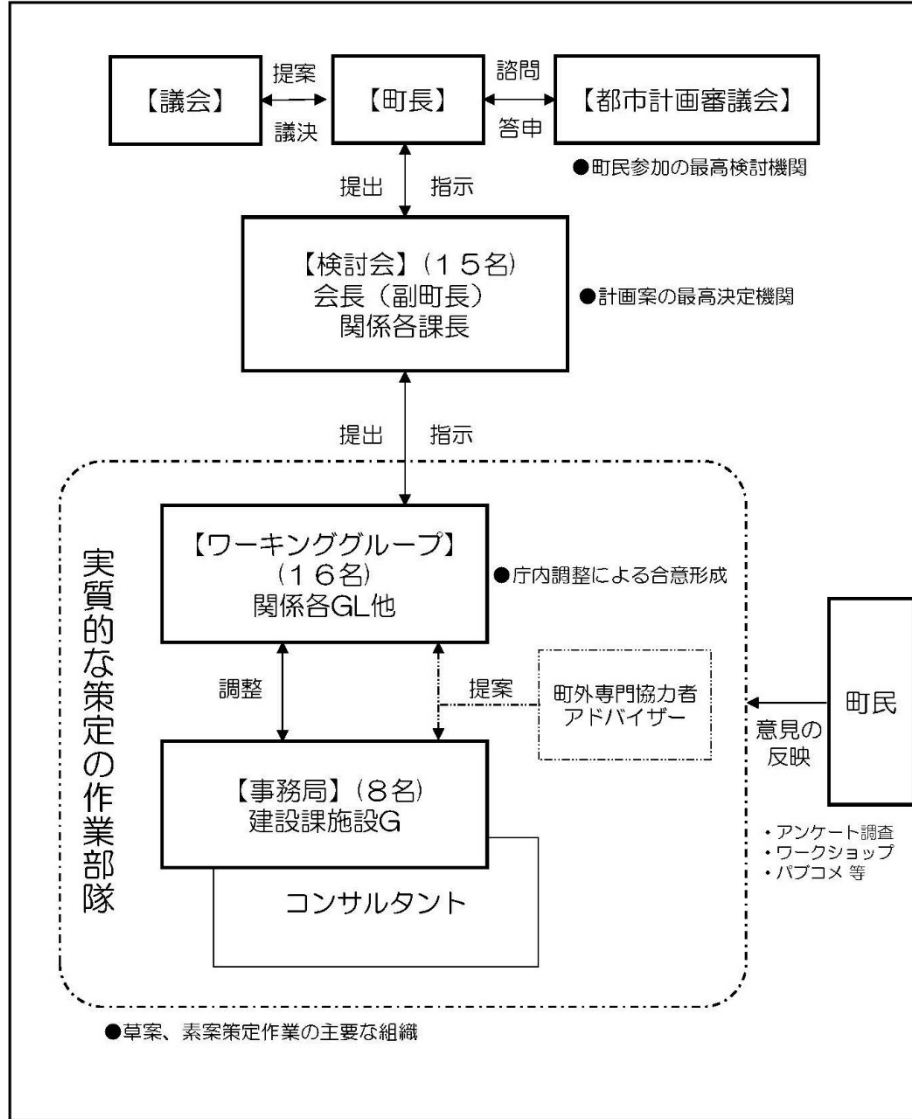 提案
諮問
【議会】
【町長】
【都市計画審議会】
議決
答申
●町民参加の最高検討機関
提出
指示
【検討会】(15名)
会長（副町長）
関係各課長
●計画案の最高決定機関
提出
指示
実質的な策定の作業部隊
【ワーキンググループ】
(16名)
関係各GL他
●庁内調整による合意形成
調整
提案
町外専門協力者
アドバイザー
町民
意見の
反映
【事務局】(8名)
建設課施設G
・アンケート調査
・ワークショップ
・パブコメ 等
コンサルタント
●草案、素案策定作業の主要な組織